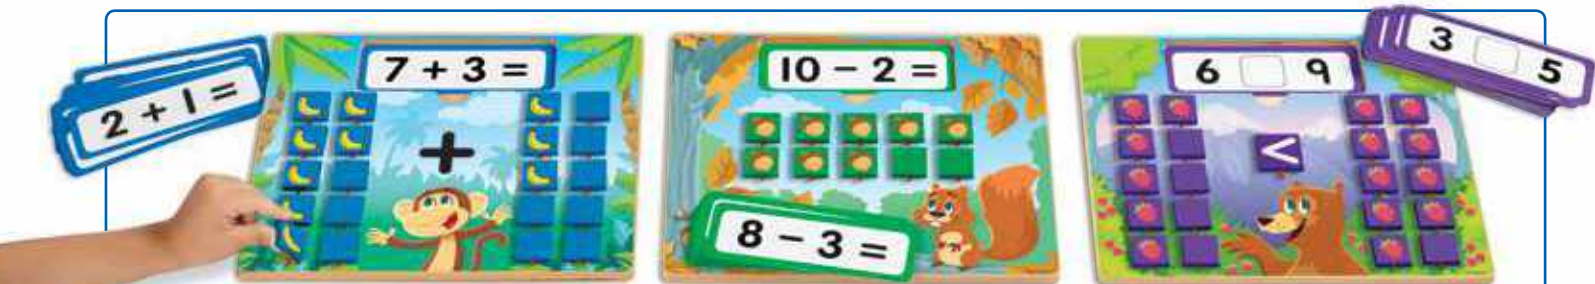 2 + 1 =
7 + 3 =
+
10 − 2 =
8 − 3 =
6 9
<
3 5